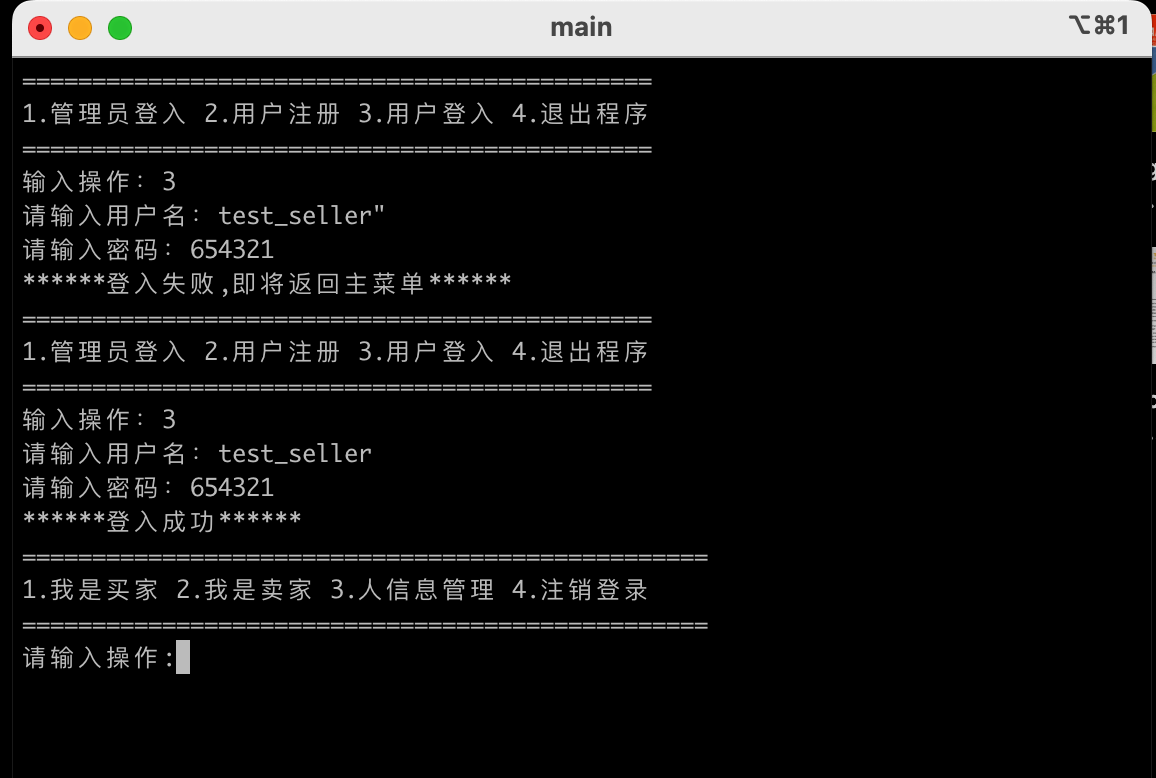 main
⌥⌘1
=============================================
1.管理员登入 2.用户注册 3.用户登入 4.退出程序
=============================================
输入操作：3
请输入用户名：test_seller"
请输入密码：654321
******登入失败,即将返回主菜单******
=============================================
1.管理员登入 2.用户注册 3.用户登入 4.退出程序
=============================================
输入操作：3
请输入用户名：test_seller
请输入密码：654321
******登入成功******
=================================================
1.我是买家 2.我是卖家 3.人信息管理 4.注销登录
=================================================
请输入操作: